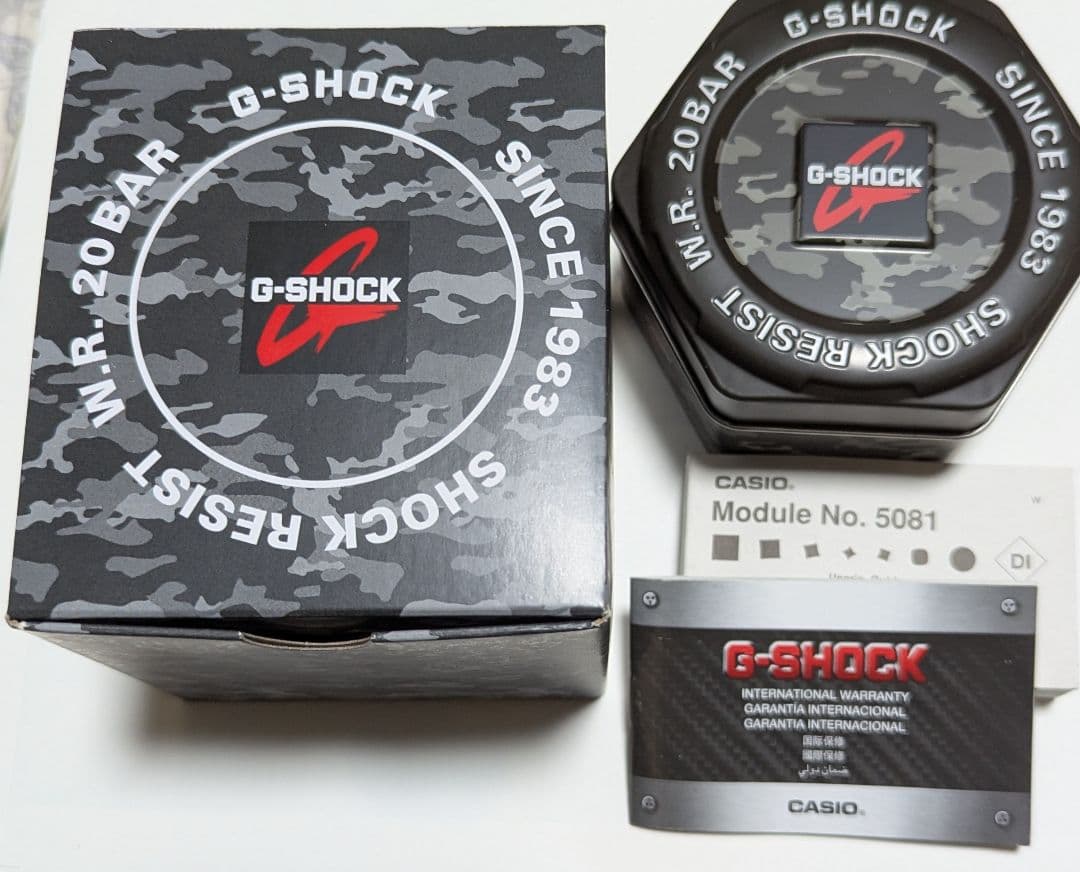 G-SHOCK
SINCE 1983
SHOCK RESIST
W.R. 20BAR
G-SHOCK
G-SHOCK
SINCE 1983
SHOCK RESIST
W.R. 20BAR
G-SHOCK
CASIO®
W
Module No. 5081
DI
G-SHOCK
INTERNATIONAL WARRANTY
GARANTÍA INTERNACIONAL
GARANTIA INTERNACIONAL
国际保修
國際保修
ضمان دولي
CASIO®